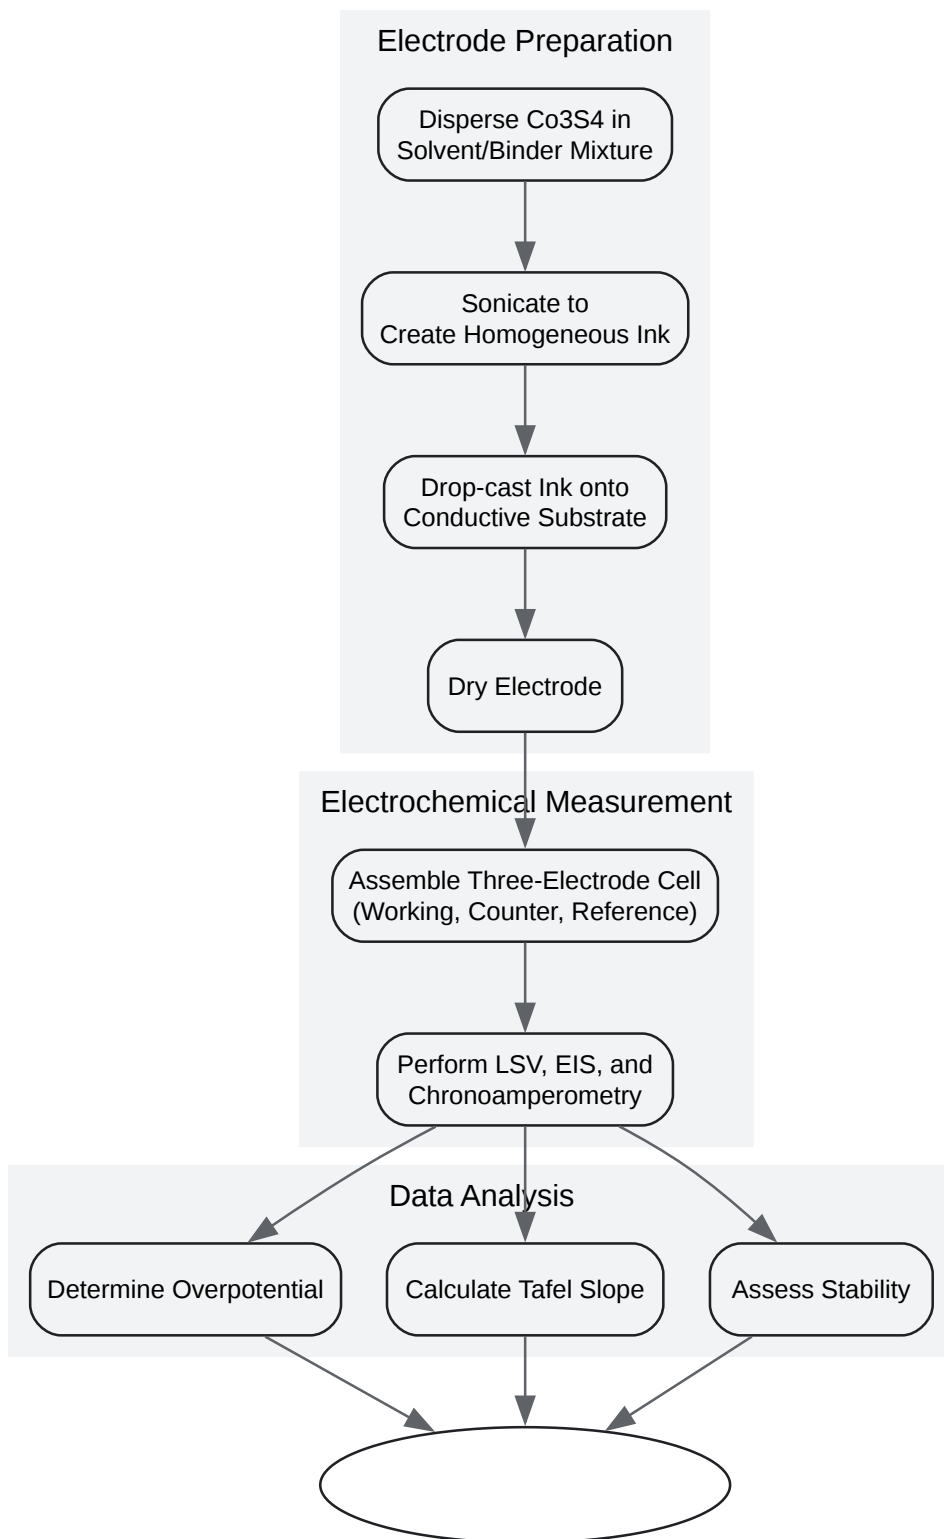 Electrode Preparation
Disperse Co3S4 in
Solvent/Binder Mixture
Sonicate to
Create Homogeneous Ink
Drop-cast Ink onto
Conductive Substrate
Dry Electrode
Electrochemical Measurement
Assemble Three-Electrode Cell
(Working, Counter, Reference)
Perform LSV, EIS, and
Chronoamperometry
Data Analysis
Determine Overpotential
Calculate Tafel Slope
Assess Stability